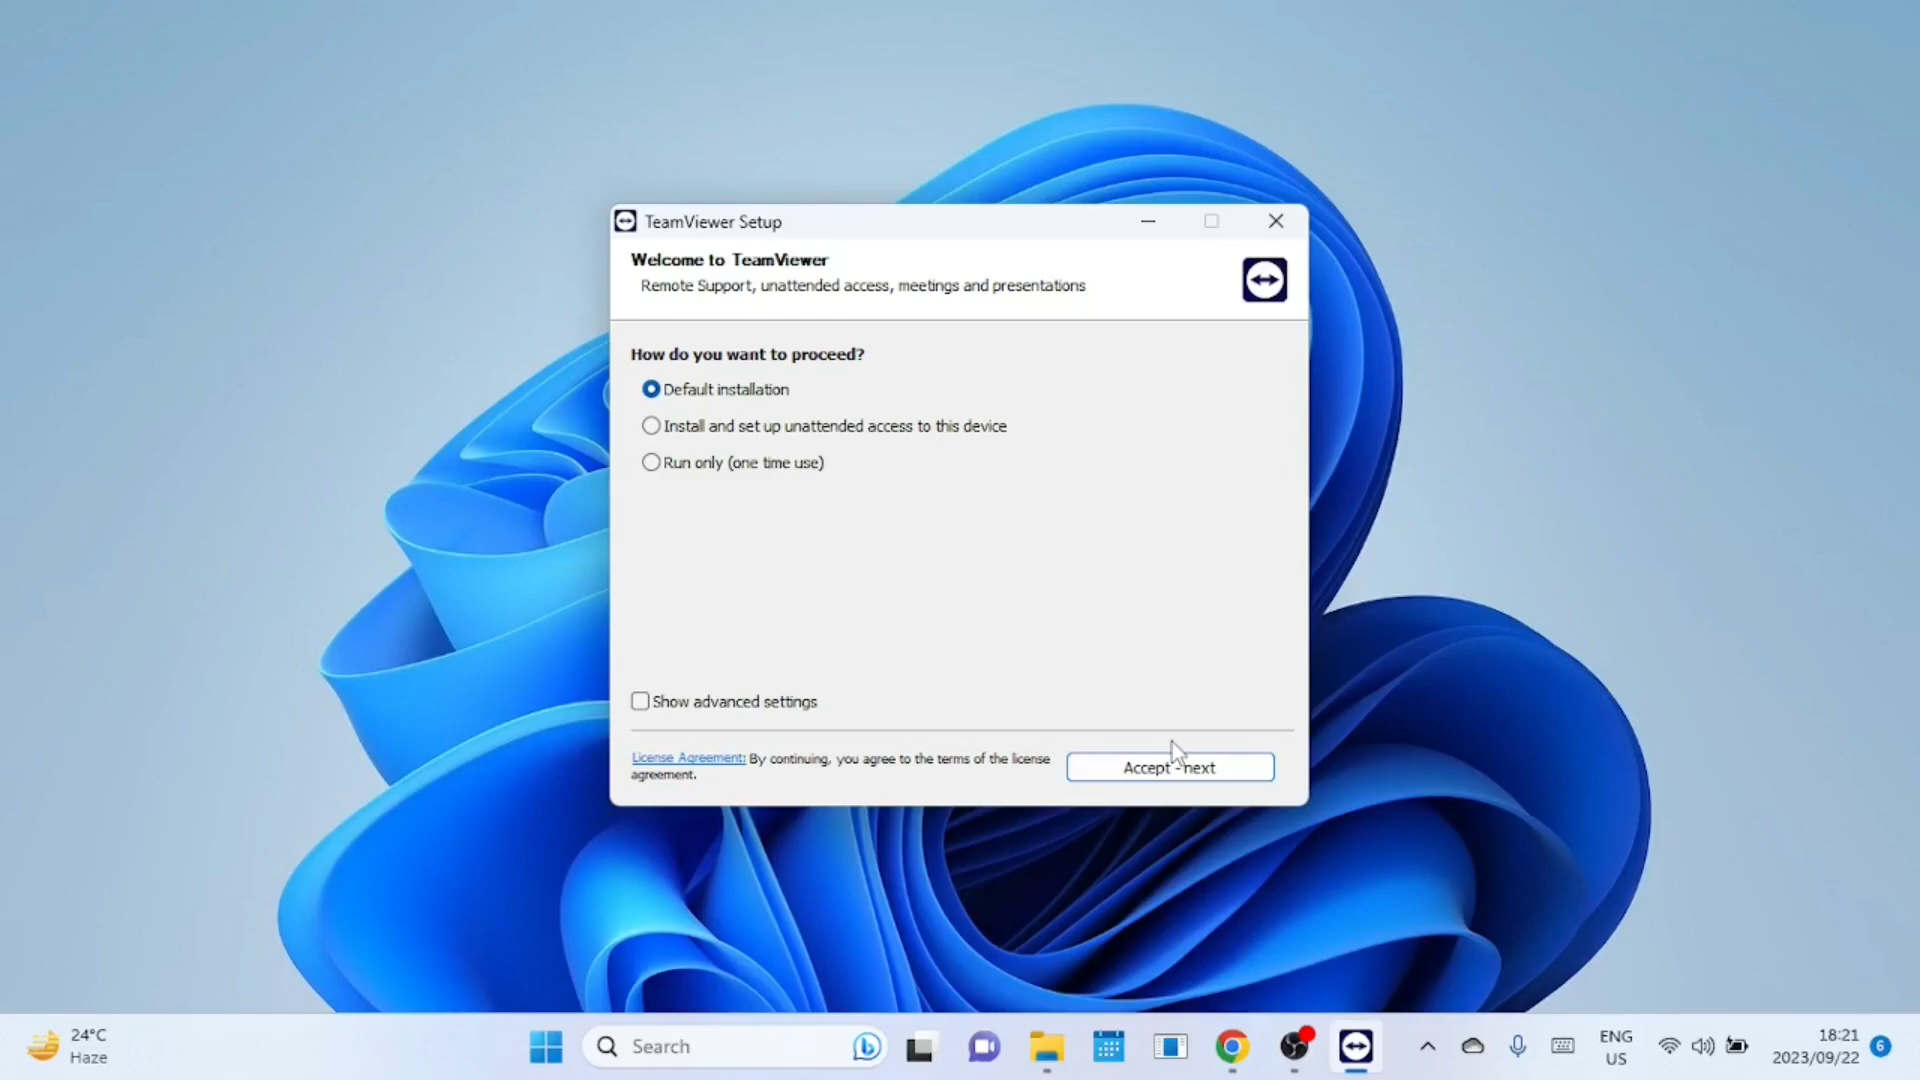 TeamViewer Setup
Welcome to TeamViewer
Remote Support, unattended access, meetings and presentations
How do you want to proceed?
Default installation
Install and set up unattended access to this device
Run only (one time use)
Show advanced settings
License Agreement: By continuing, you agree to the terms of the license
agreement.
Accept - next
24°C
Haze
Search
ENG
US
18:21
2023/09/22
6